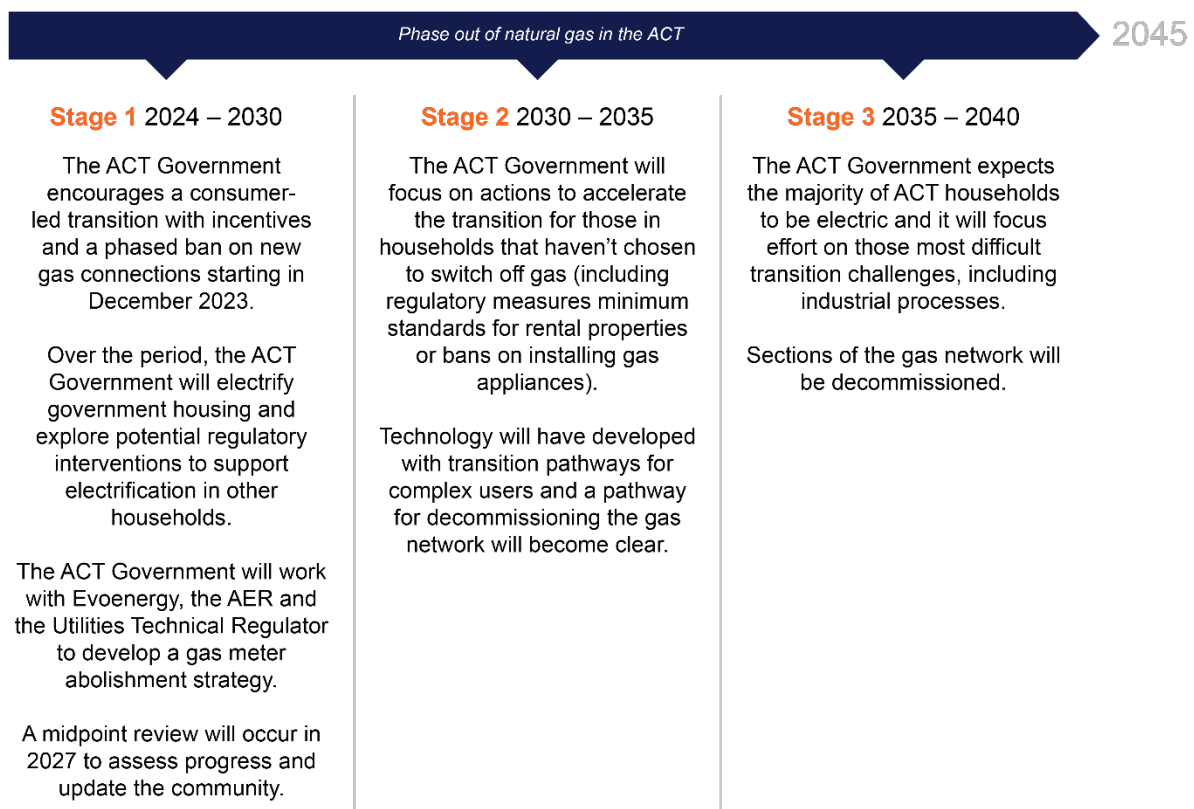 Phase out of natural gas in the ACT
2045
Stage 1 2024 – 2030
The ACT Government
encourages a consumer-
led transition with incentives
and a phased ban on new
gas connections starting in
December 2023.
Over the period, the ACT
Government will electrify
government housing and
explore potential regulatory
interventions to support
electrification in other
households.
The ACT Government will work
with Evoenergy, the AER and
the Utilities Technical Regulator
to develop a gas meter
abolishment strategy.
A midpoint review will occur in
2027 to assess progress and
update the community.
Stage 2 2030 – 2035
The ACT Government will
focus on actions to accelerate
the transition for those in
households that haven’t chosen
to switch off gas (including
regulatory measures minimum
standards for rental properties
or bans on installing gas
appliances).
Technology will have developed
with transition pathways for
complex users and a pathway
for decommissioning the gas
network will become clear.
Stage 3 2035 – 2040
The ACT Government expects
the majority of ACT households
to be electric and it will focus
effort on those most difficult
transition challenges, including
industrial processes.
Sections of the gas network will
be decommissioned.